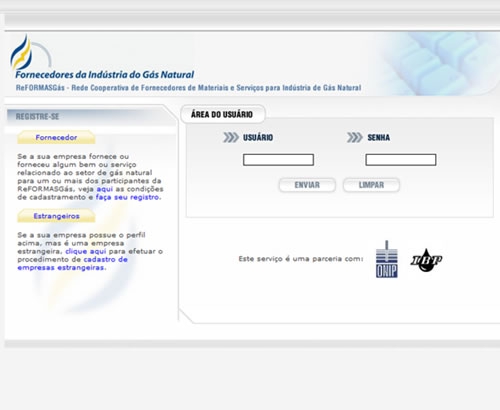 Fornecedores da Indústria do Gás Natural
ReFORMASGás - Rede Cooperativa de Fornecedores de Materiais e Serviços para Indústria de Gás Natural
REGISTRE-SE
Fornecedor
Se a sua empresa fornece ou
forneceu algum bem ou serviço
relacionado ao setor de gás natural
para um ou mais dos participantes da
ReFORMASGás, veja aqui as condições
de cadastramento e faça seu registro.
Estrangeiros
Se a sua empresa possue o perfil
acima, mas é uma empresa
estrangeira, clique aqui para efetuar o
procedimento de cadastro de
empresas estrangeiras.
ÁREA DO USUÁRIO
USUÁRIO
SENHA
ENVIAR
LIMPAR
Este serviço é uma parceria com:
ONIP
IBP